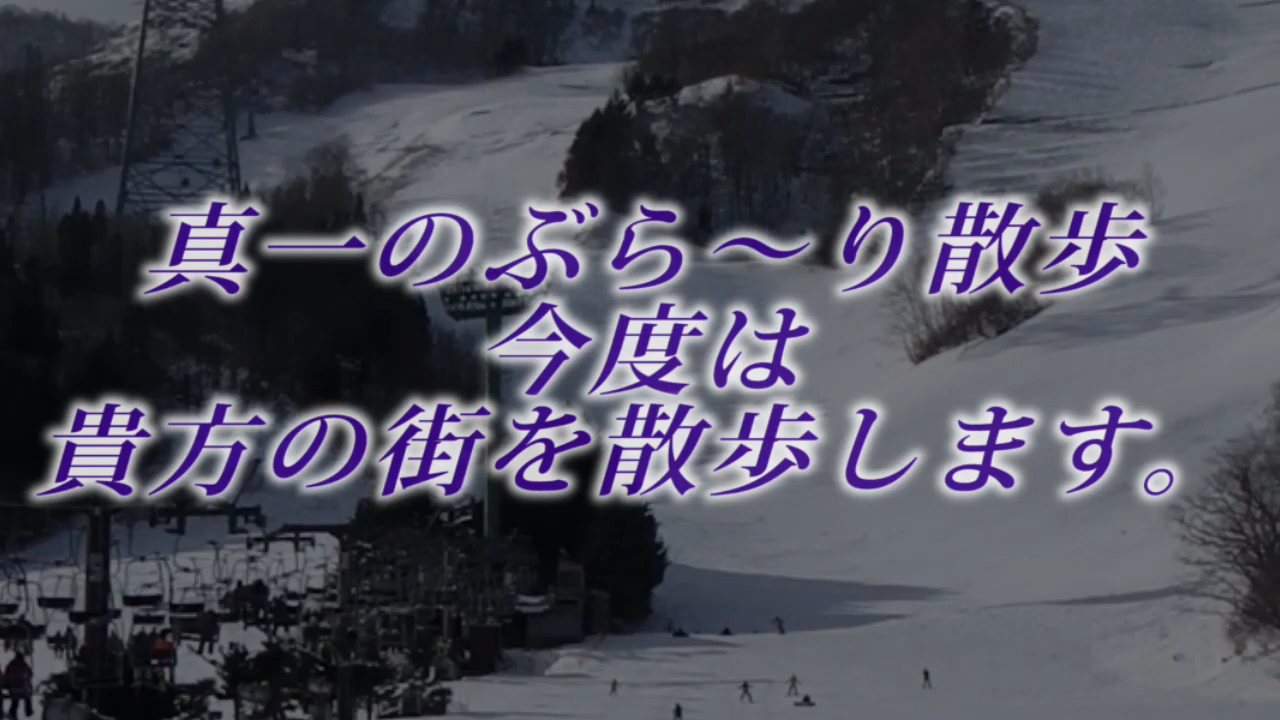 真一のぶら～り散歩
今度は
貴方の街を散歩します。